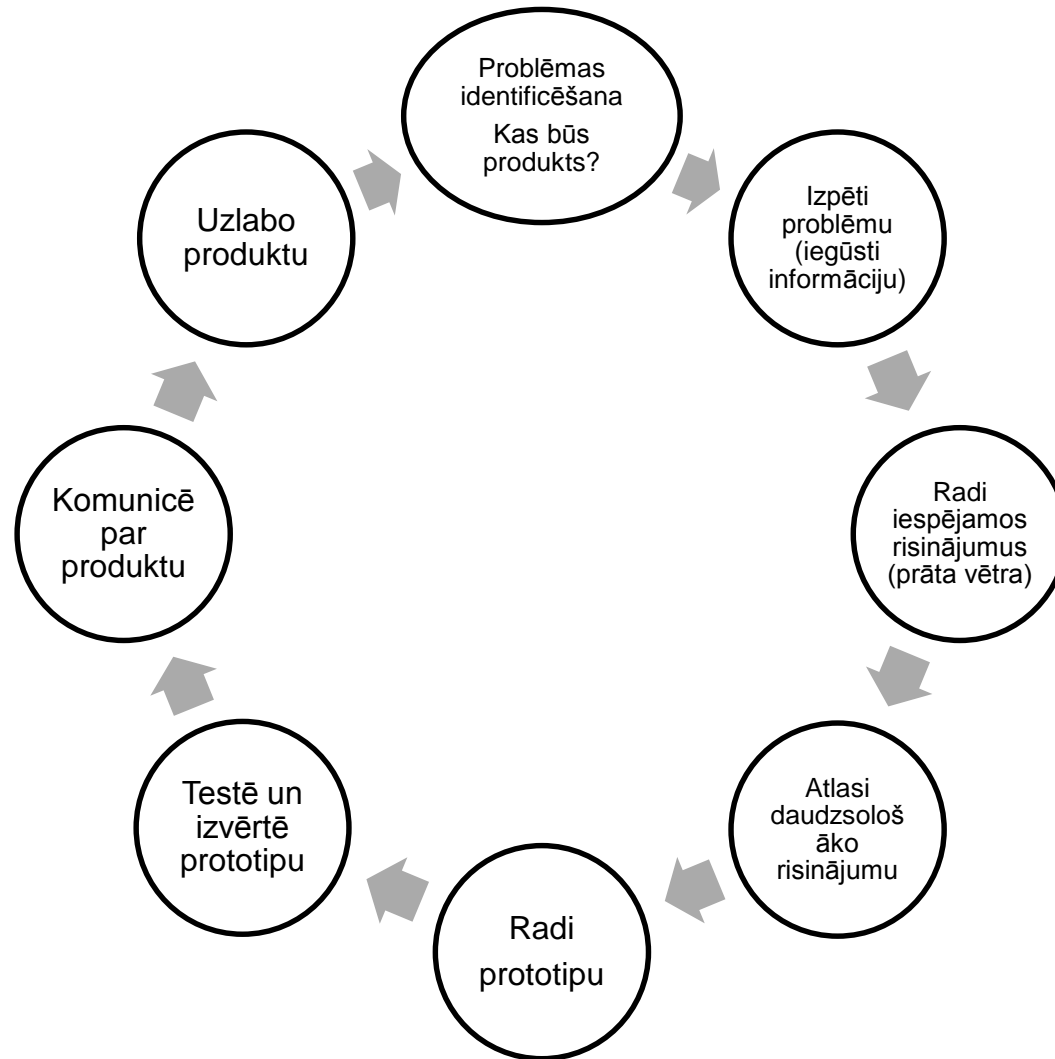 Problēmas
identificēšana
Kas būs
produkts?
Izpēti
problēmu
(iegūsti
informāciju)
Radi
iespējamos
risinājumus
(prāta vētra)
Atlasi
daudzsološ
āko
risinājumu
Radi
prototipu
Testē un
izvērtē
prototipu
Komunicē
par
produktu
Uzlabo
produktu